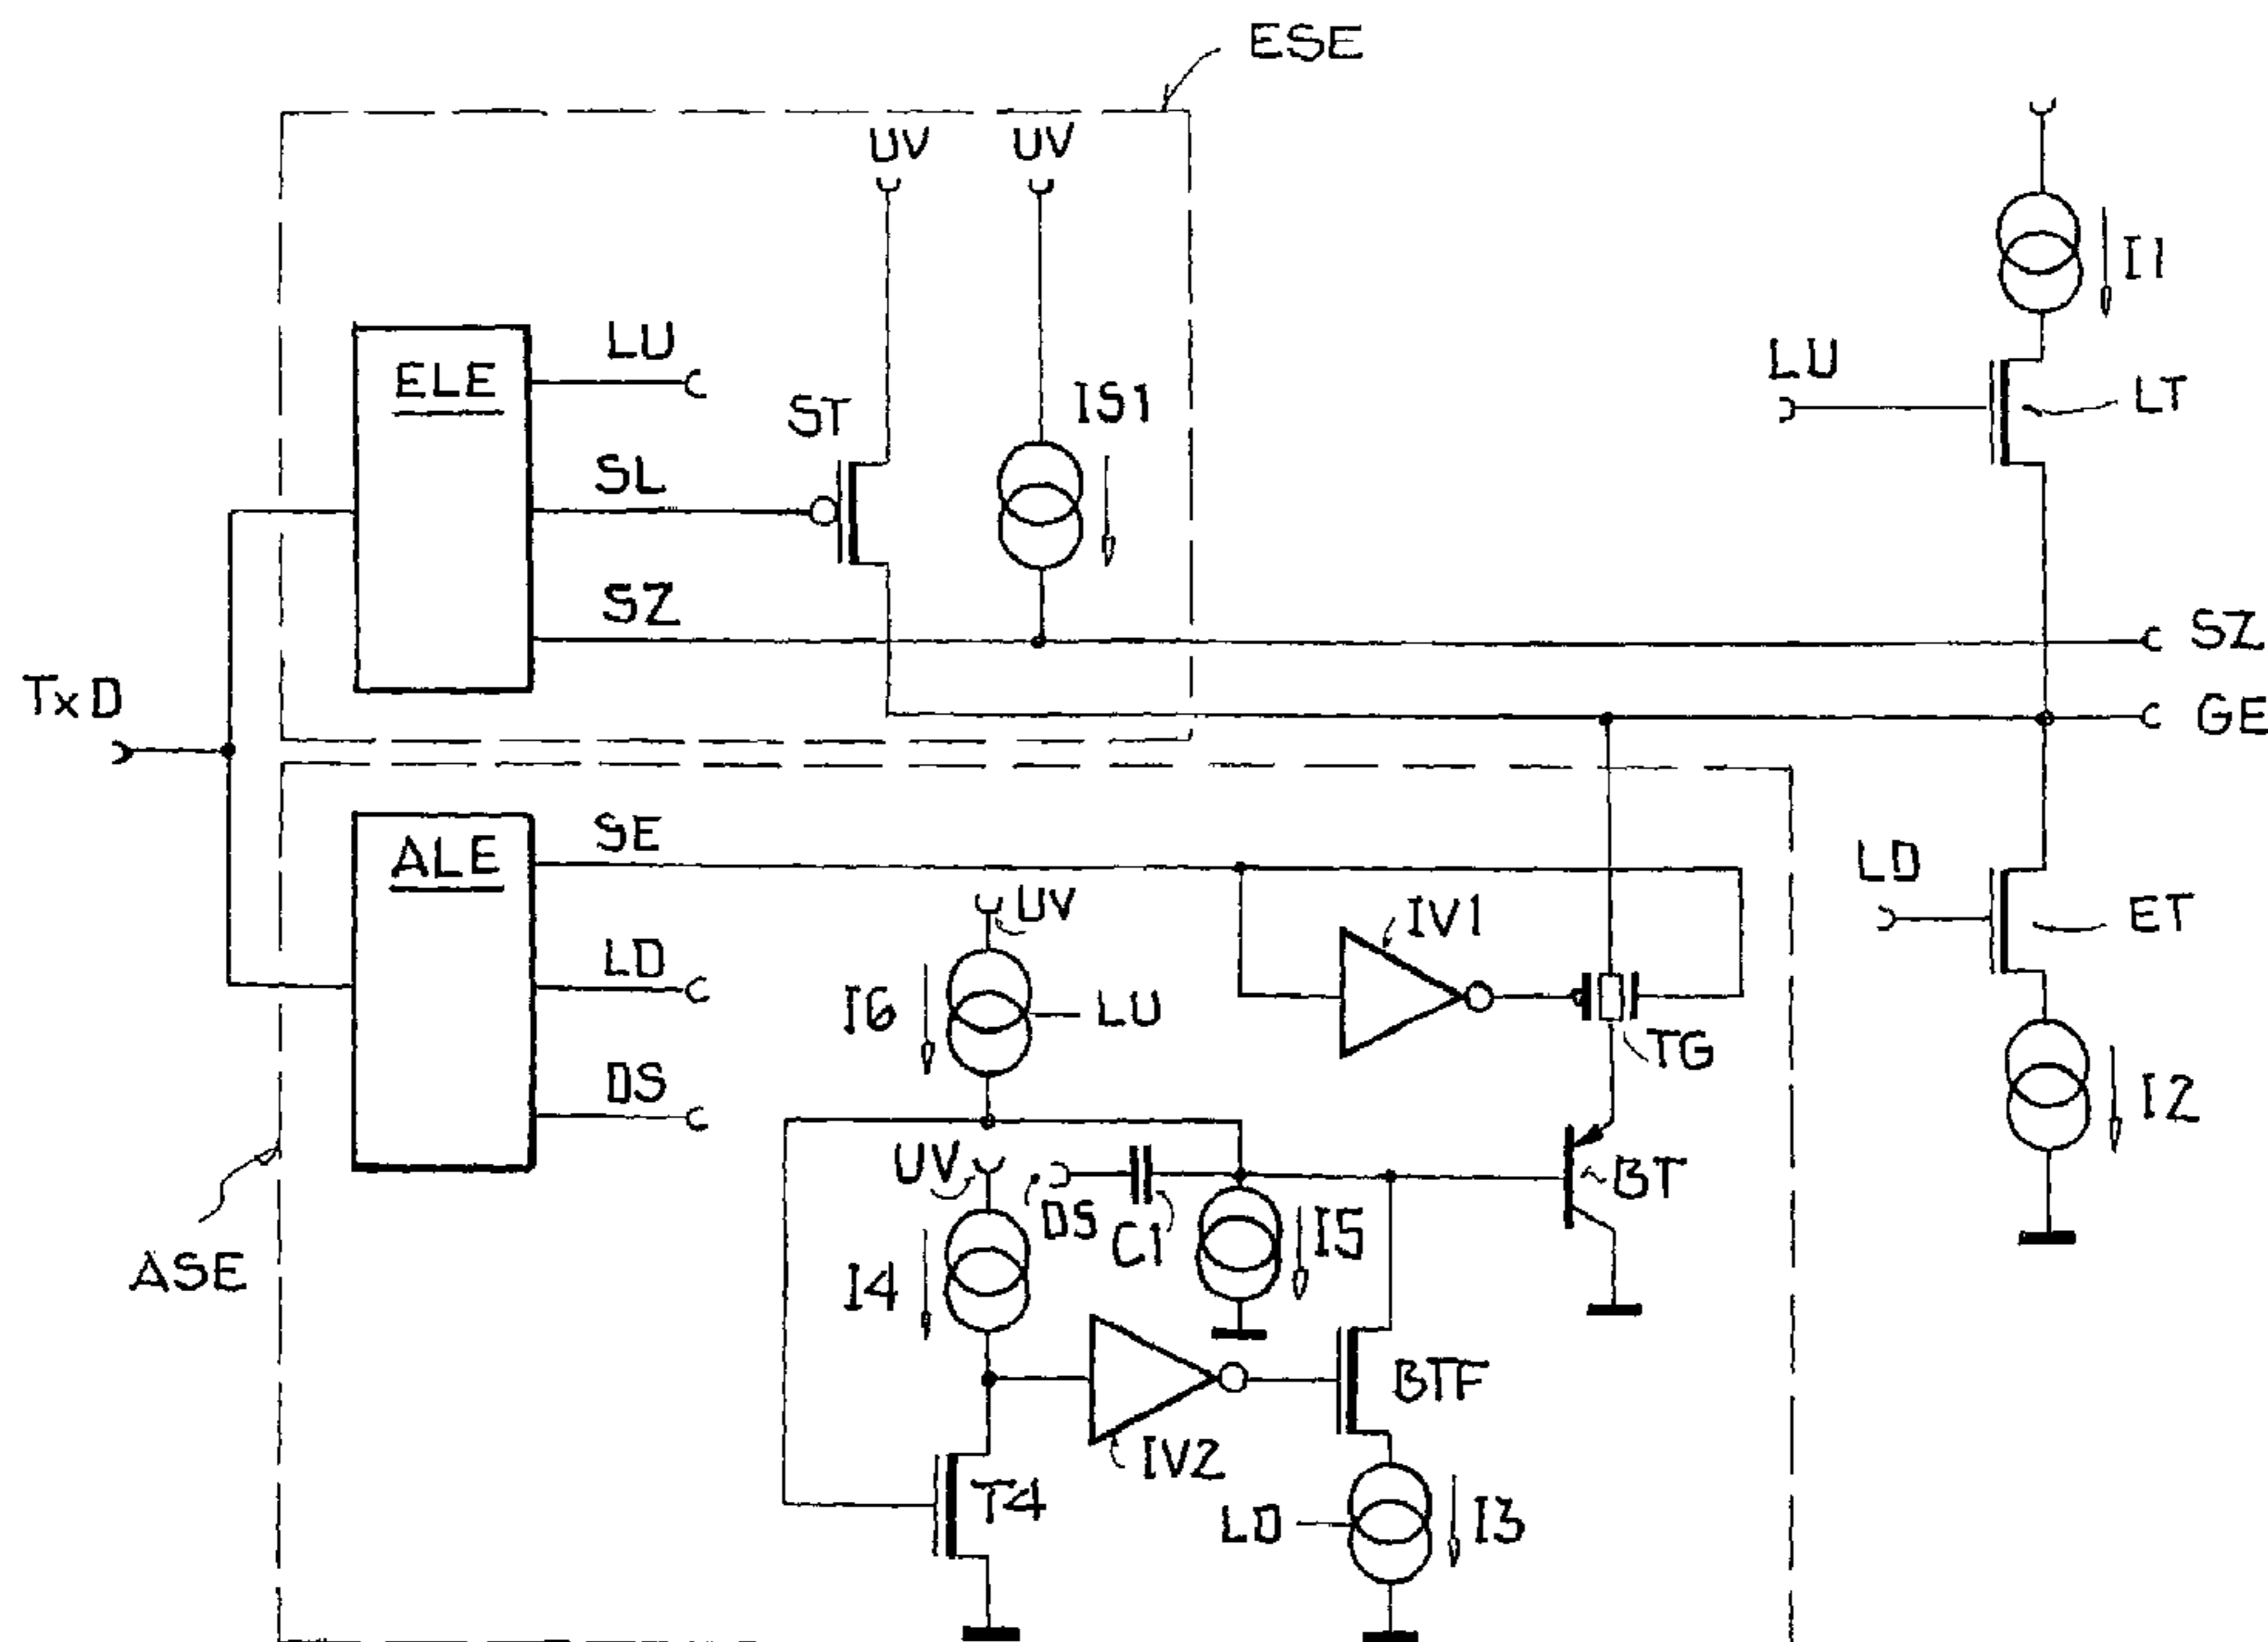 ESE
UV
UV
I1
LU
LT
ELE
LU
ST
IS1
SL
SZ
SZ
TxD
GE
ALE
SE
LD
UV
IV1
ET
LD
I6
LU
TG
DS
I2
UV
DS
C1
I5
BT
ASE
I4
BTF
IV2
T4
LD
I3